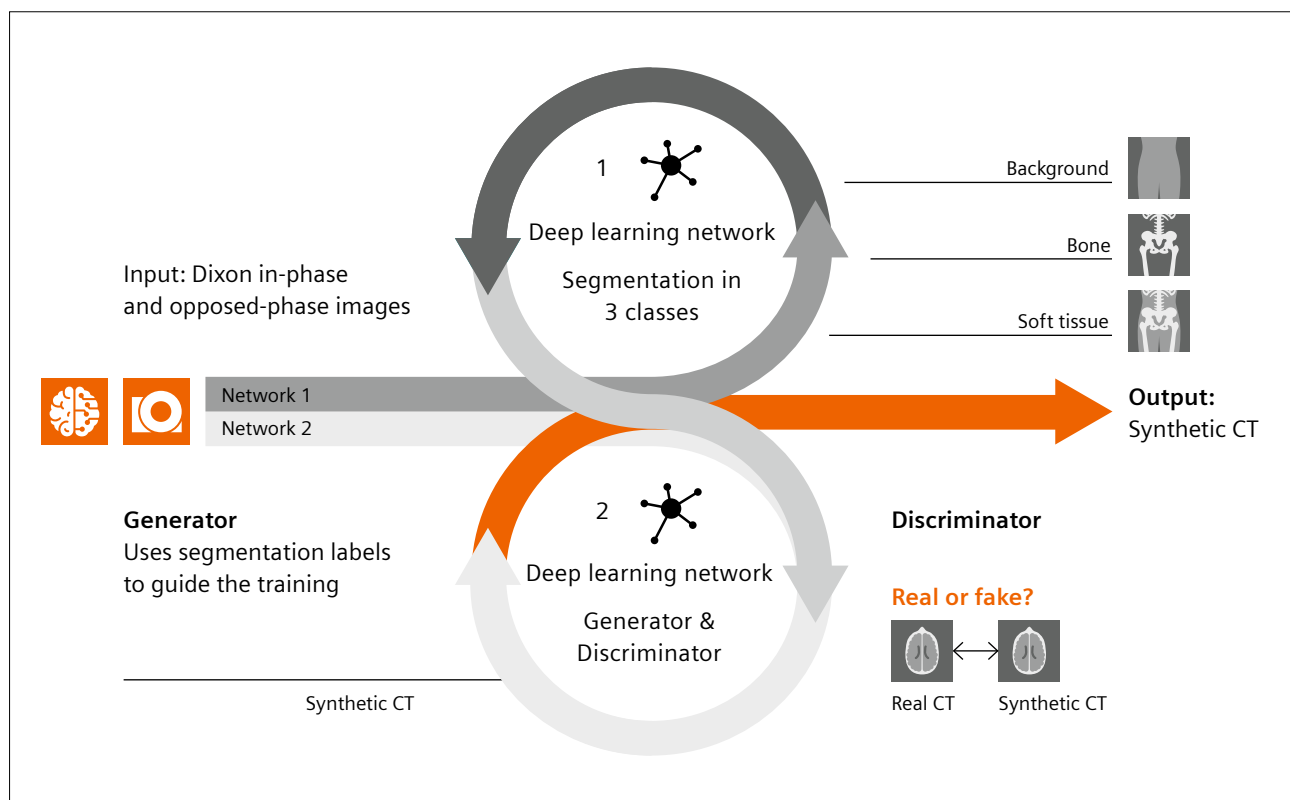 1
Deep learning network
Segmentation in
3 classes
Background
Bone
Soft tissue
Input: Dixon in-phase
and opposed-phase images
Network 1
Network 2
Output:
Synthetic CT
Generator
Uses segmentation labels
to guide the training
Synthetic CT
2
Deep learning network
Generator &
Discriminator
Discriminator
Real or fake?
Real CT
Synthetic CT